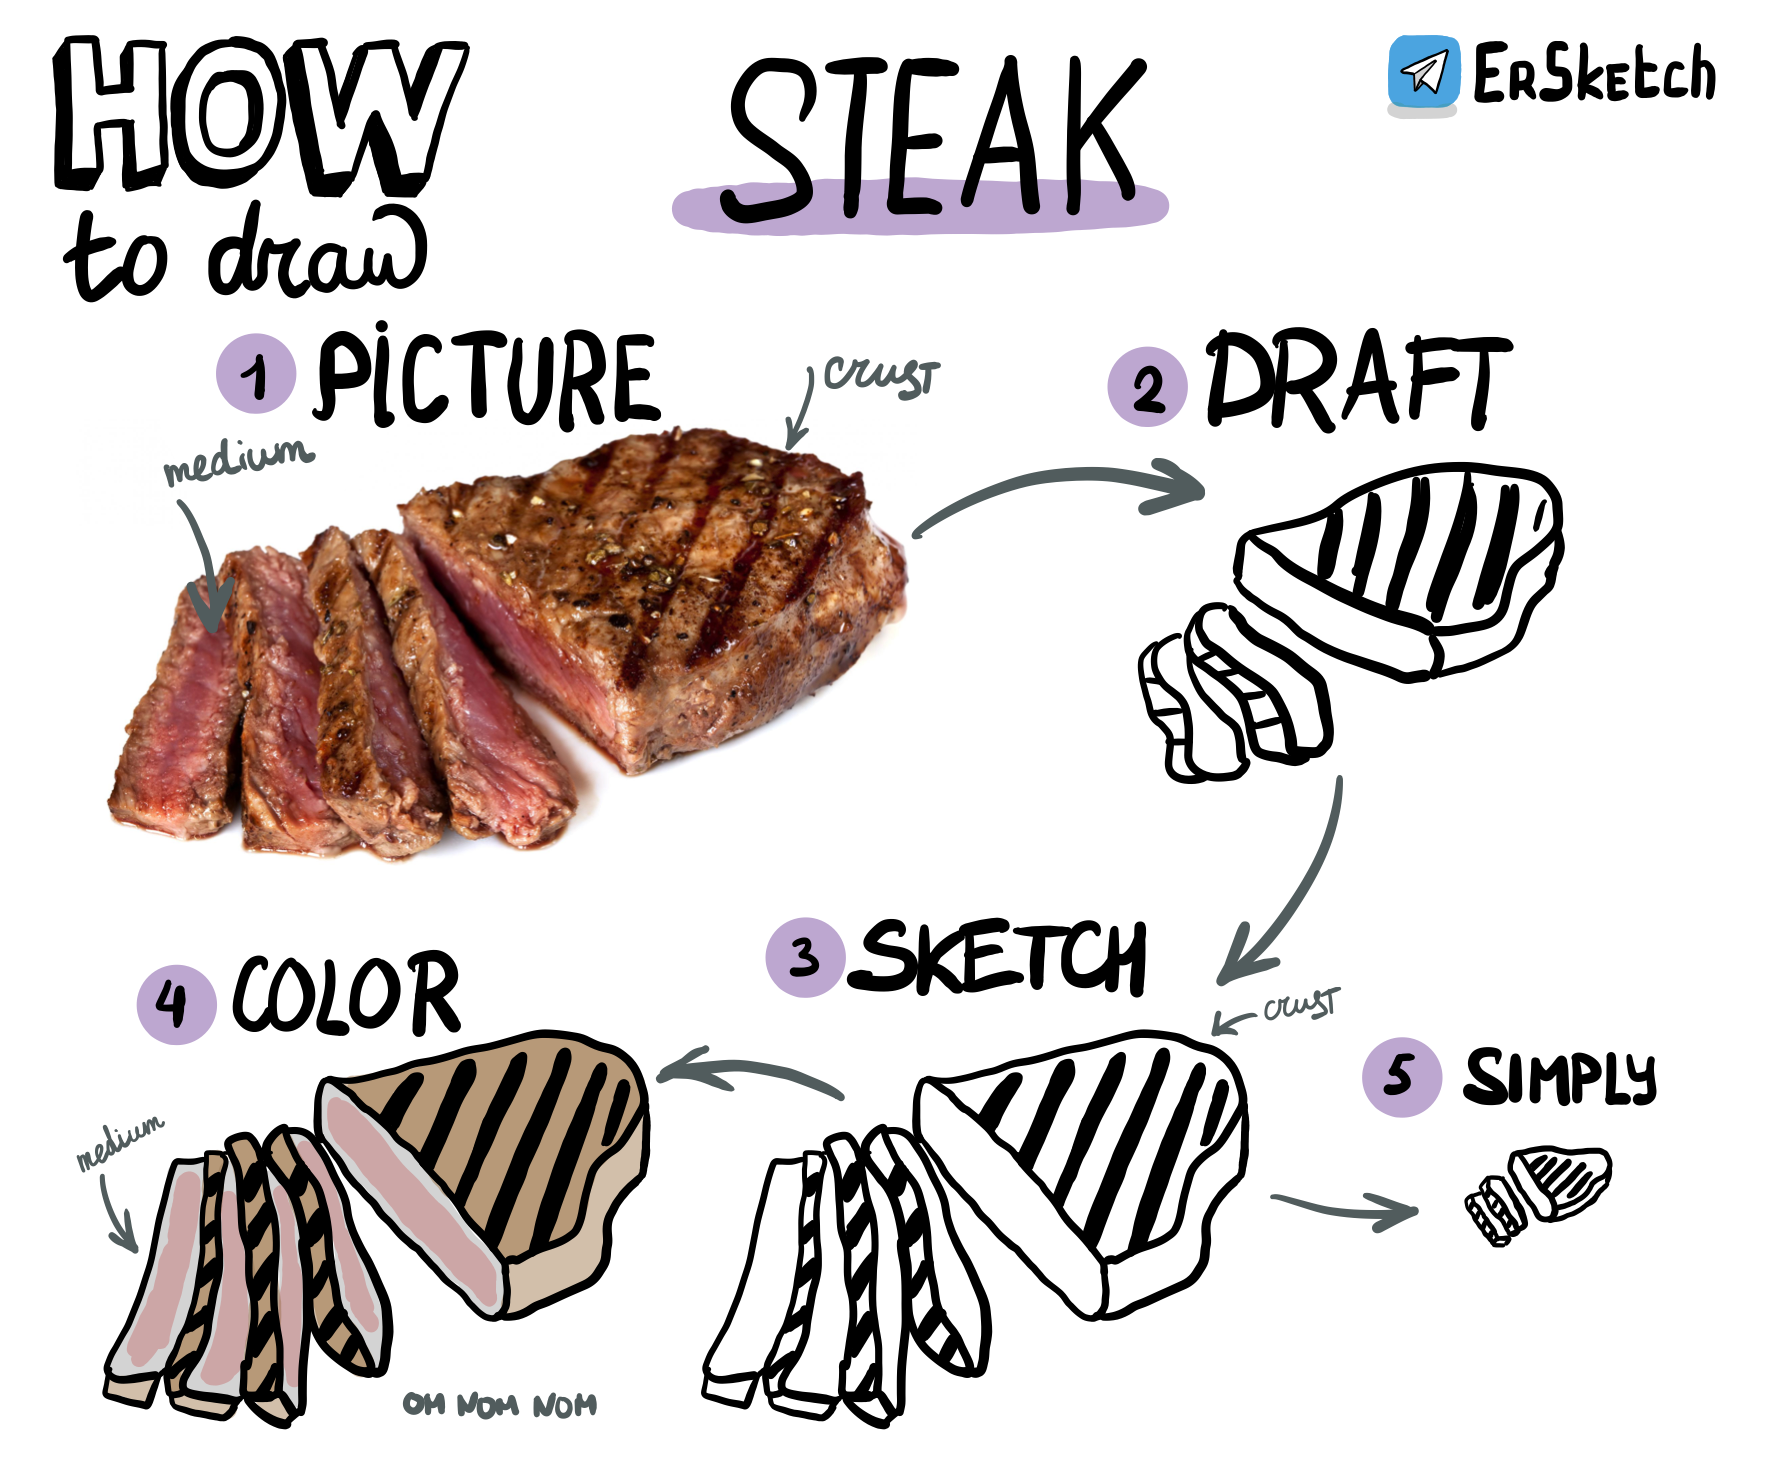 HOW
to draw
STEAK
ErSketch
1 PiCTURE
medium
crust
2 DRAFT
3 SKETCH
crust
4 COLOR
medium
OM NOM NOM
5 SIMPLY